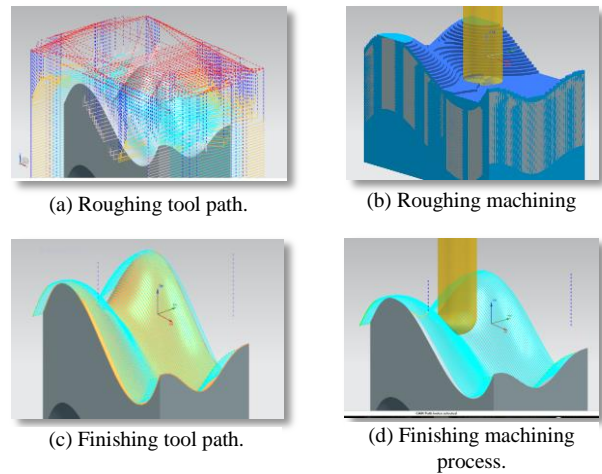 (a) Roughing tool path.
(b) Roughing machining
(c) Finishing tool path.
(d) Finishing machining
process.